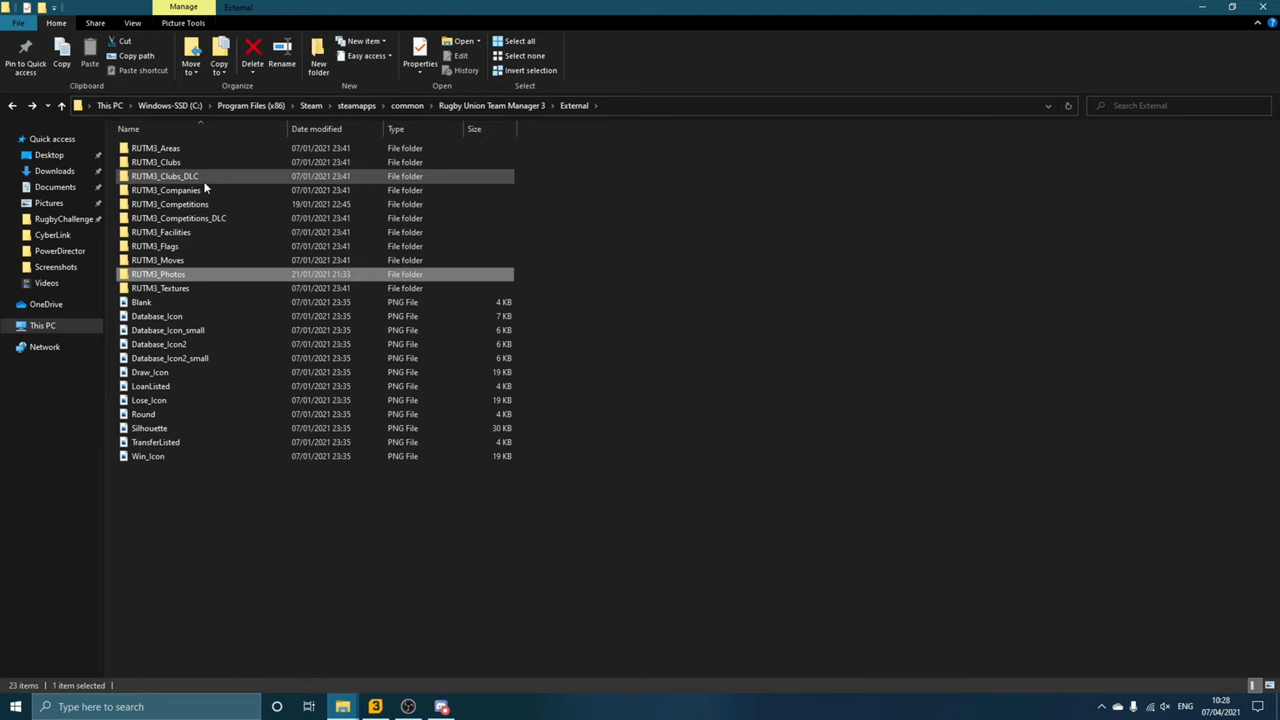 Manage
External
File
Home
Share
View
Picture Tools
Pin to Quick access
Copy
Paste
Cut
Copy path
Paste shortcut
Clipboard
Move to
Copy to
Delete
Rename
Organize
New folder
New item
Easy access
New
Properties
Open
Edit
History
Open
Select all
Select none
Invert selection
Select
This PC > Windows-SSD (C:) > Program Files (x86) > Steam > steamapps > common > Rugby Union Team Manager 3 > External >
Search External
Quick access
Desktop
Downloads
Documents
Pictures
RugbyChallenge
CyberLink
PowerDirector
Screenshots
Videos
OneDrive
This PC
Network
Name Date modified Type Size
RUTM3_Areas 07/01/2021 23:41 File folder
RUTM3_Clubs 07/01/2021 23:41 File folder
RUTM3_Clubs_DLC 07/01/2021 23:41 File folder
RUTM3_Companies 07/01/2021 23:41 File folder
RUTM3_Competitions 19/01/2021 22:45 File folder
RUTM3_Competitions_DLC 07/01/2021 23:41 File folder
RUTM3_Facilities 07/01/2021 23:41 File folder
RUTM3_Flags 07/01/2021 23:41 File folder
RUTM3_Moves 07/01/2021 23:41 File folder
RUTM3_Photos 21/01/2021 21:33 File folder
RUTM3_Textures 07/01/2021 23:41 File folder
Blank 07/01/2021 23:35 PNG File 4 KB
Database_Icon 07/01/2021 23:35 PNG File 7 KB
Database_Icon_small 07/01/2021 23:35 PNG File 6 KB
Database_Icon2 07/01/2021 23:35 PNG File 6 KB
Database_Icon2_small 07/01/2021 23:35 PNG File 6 KB
Draw_Icon 07/01/2021 23:35 PNG File 19 KB
LoanListed 07/01/2021 23:35 PNG File 4 KB
Lose_Icon 07/01/2021 23:35 PNG File 19 KB
Round 07/01/2021 23:35 PNG File 4 KB
Silhouette 07/01/2021 23:35 PNG File 30 KB
TransferListed 07/01/2021 23:35 PNG File 4 KB
Win_Icon 07/01/2021 23:35 PNG File 19 KB
23 items 1 item selected
Type here to search
3
ENG
10:28
07/04/2021